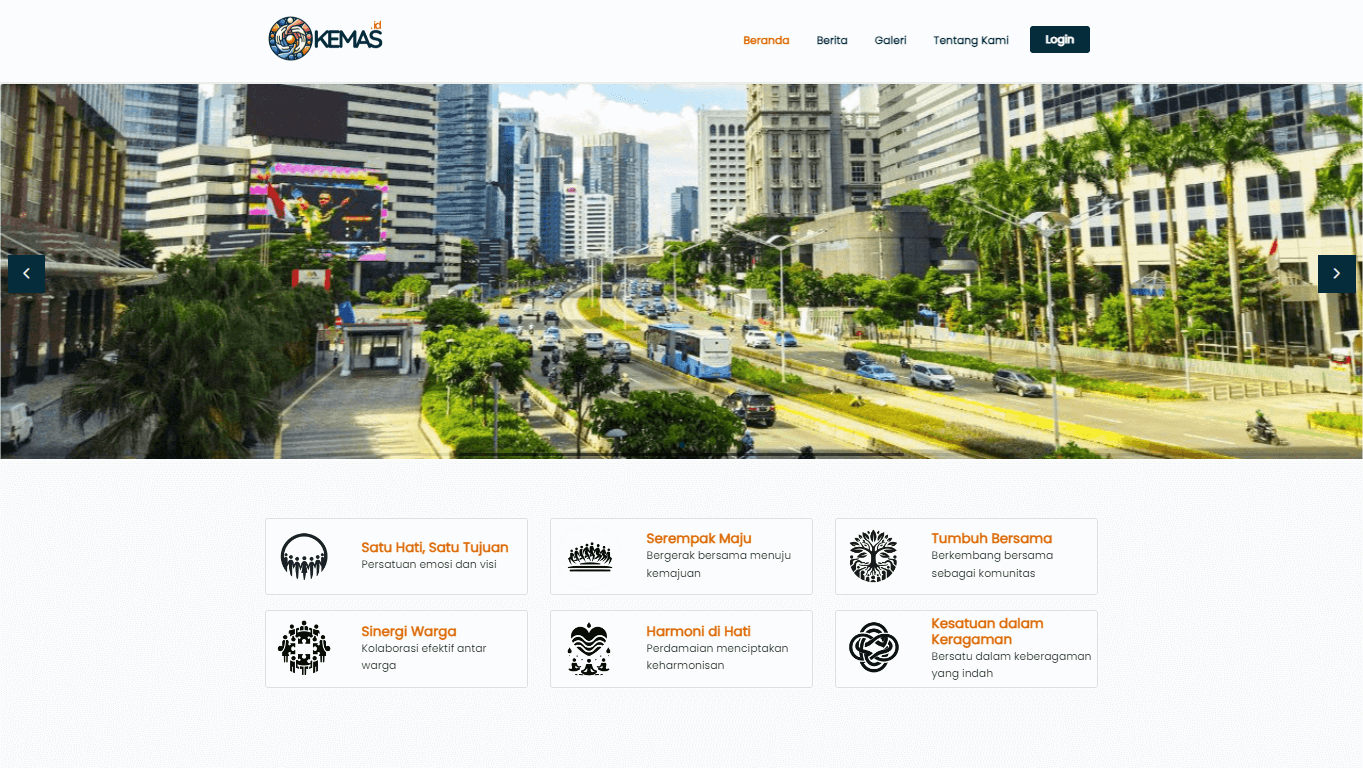 .id
KEMAS
Beranda Berita Galeri Tentang Kami Login
Satu Hati, Satu Tujuan
Persatuan emosi dan visi
Serempak Maju
Bergerak bersama menuju
kemajuan
Tumbuh Bersama
Berkembang bersama
sebagai komunitas
Sinergi Warga
Kolaborasi efektif antar
warga
Harmoni di Hati
Perdamaian menciptakan
keharmonisan
Kesatuan dalam
Keragaman
Bersatu dalam keberagaman
yang indah